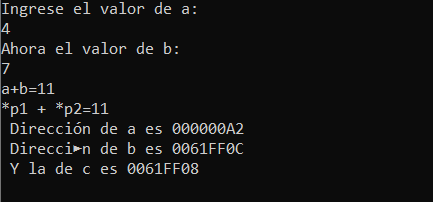 Ingrese el valor de a:
4
Ahora el valor de b:
7
a+b=11
*p1 + *p2=11
Dirección de a es 000000A2
Direcci►n de b es 0061FF0C
Y la de c es 0061FF08